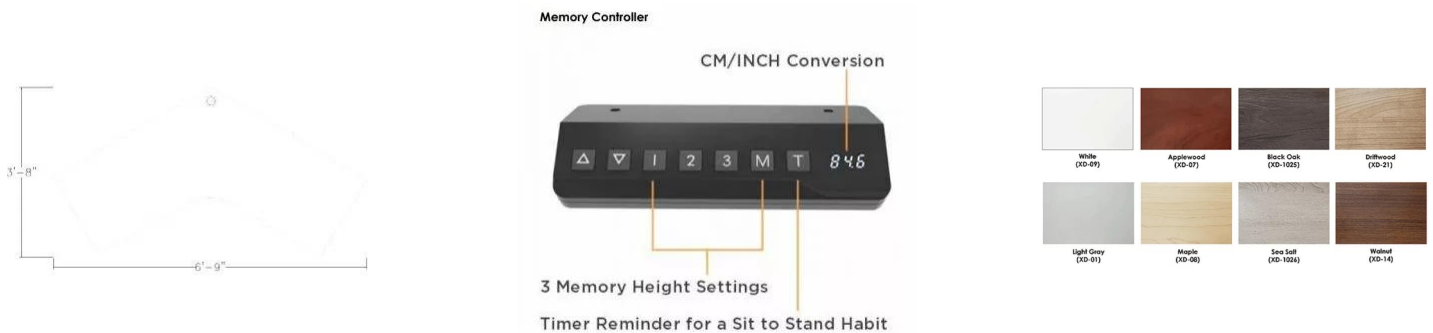 3'-8"
6'-9"
Memory Controller
CM/INCH Conversion
1 2 3 M T 84.6
3 Memory Height Settings
Timer Reminder for a Sit to Stand Habit
White
(XD-09)
Applewood
(XD-07)
Black Oak
(XD-1025)
Driftwood
(XD-21)
Light Gray
(XD-01)
Maple
(XD-08)
Sea Salt
(XD-1026)
Walnut
(XD-14)